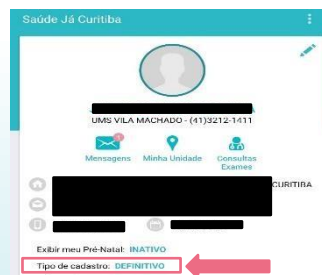 Saúde Já Curitiba
UMS VILA MACHADO - (41)3212-1411
1
Mensagens Minha Unidade Consultas
Exames
CURITIBA
Exibir meu Pré-Natal: INATIVO
Tipo de cadastro: DEFINITIVO